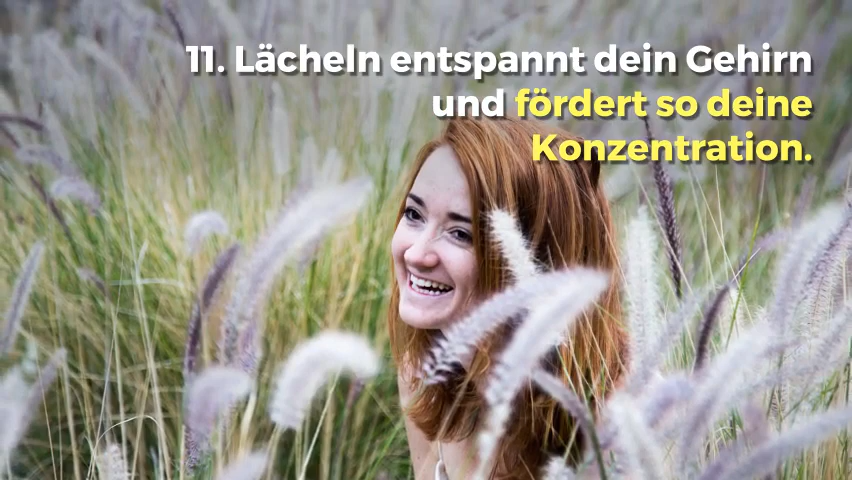 11. Lächeln entspannt dein Gehirn
und fördert so deine
Konzentration.